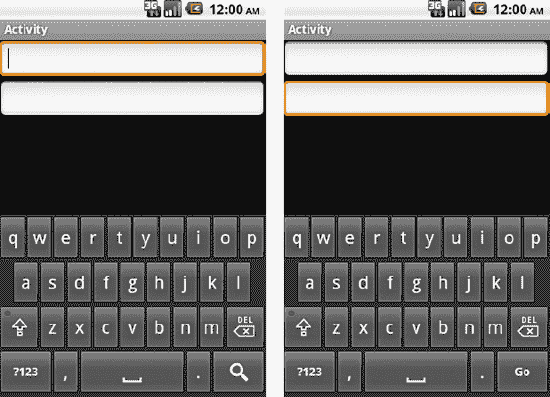 3G 12:00 AM
Activity
q w e r t y u i o p
a s d f g h j k l
z x c v b n m DEL
?123 , .
3G 12:00 AM
Activity
q w e r t y u i o p
a s d f g h j k l
z x c v b n m DEL
?123 , . Go